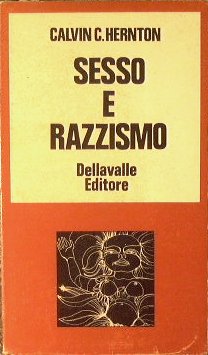 CALVIN C. HERNTON
SESSO
E
RAZZISMO
Dellavalle
Editore